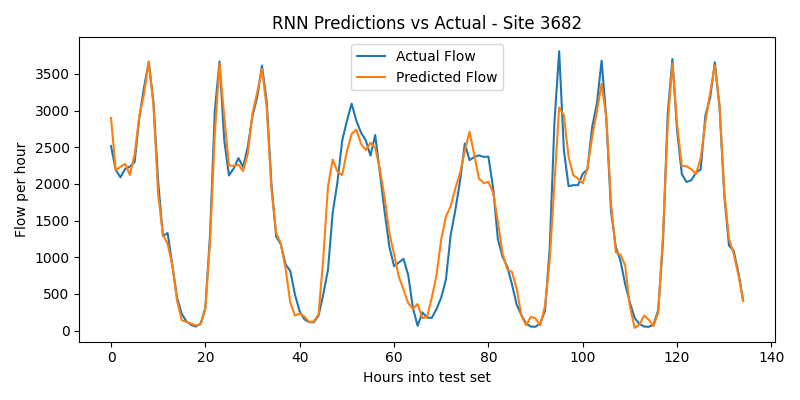 RNN Predictions vs Actual - Site 3682
Actual Flow
Predicted Flow
Flow per hour
3500
3000
2500
2000
1500
1000
500
0
0 20 40 60 80 100 120 140
Hours into test set